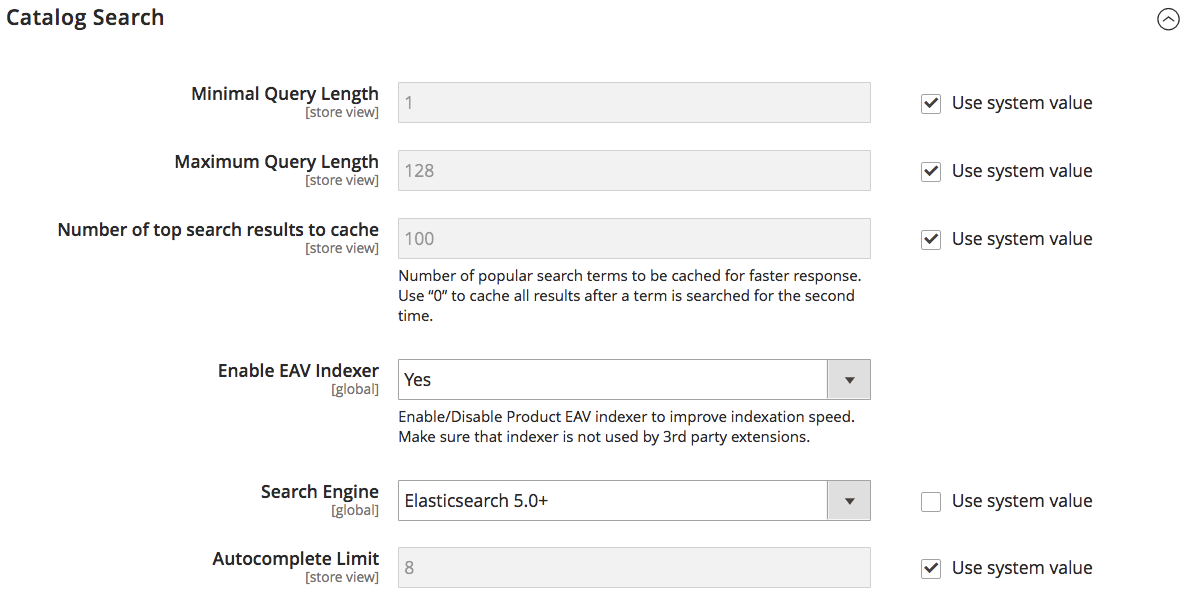 Catalog Search
Minimal Query Length
[store view]
1
Use system value
Maximum Query Length
[store view]
128
Use system value
Number of top search results to cache
[store view]
100
Use system value
Number of popular search terms to be cached for faster response.
Use “0” to cache all results after a term is searched for the second
time.
Enable EAV Indexer
[global]
Yes
Enable/Disable Product EAV indexer to improve indexation speed.
Make sure that indexer is not used by 3rd party extensions.
Search Engine
[global]
Elasticsearch 5.0+
Use system value
Autocomplete Limit
[store view]
8
Use system value